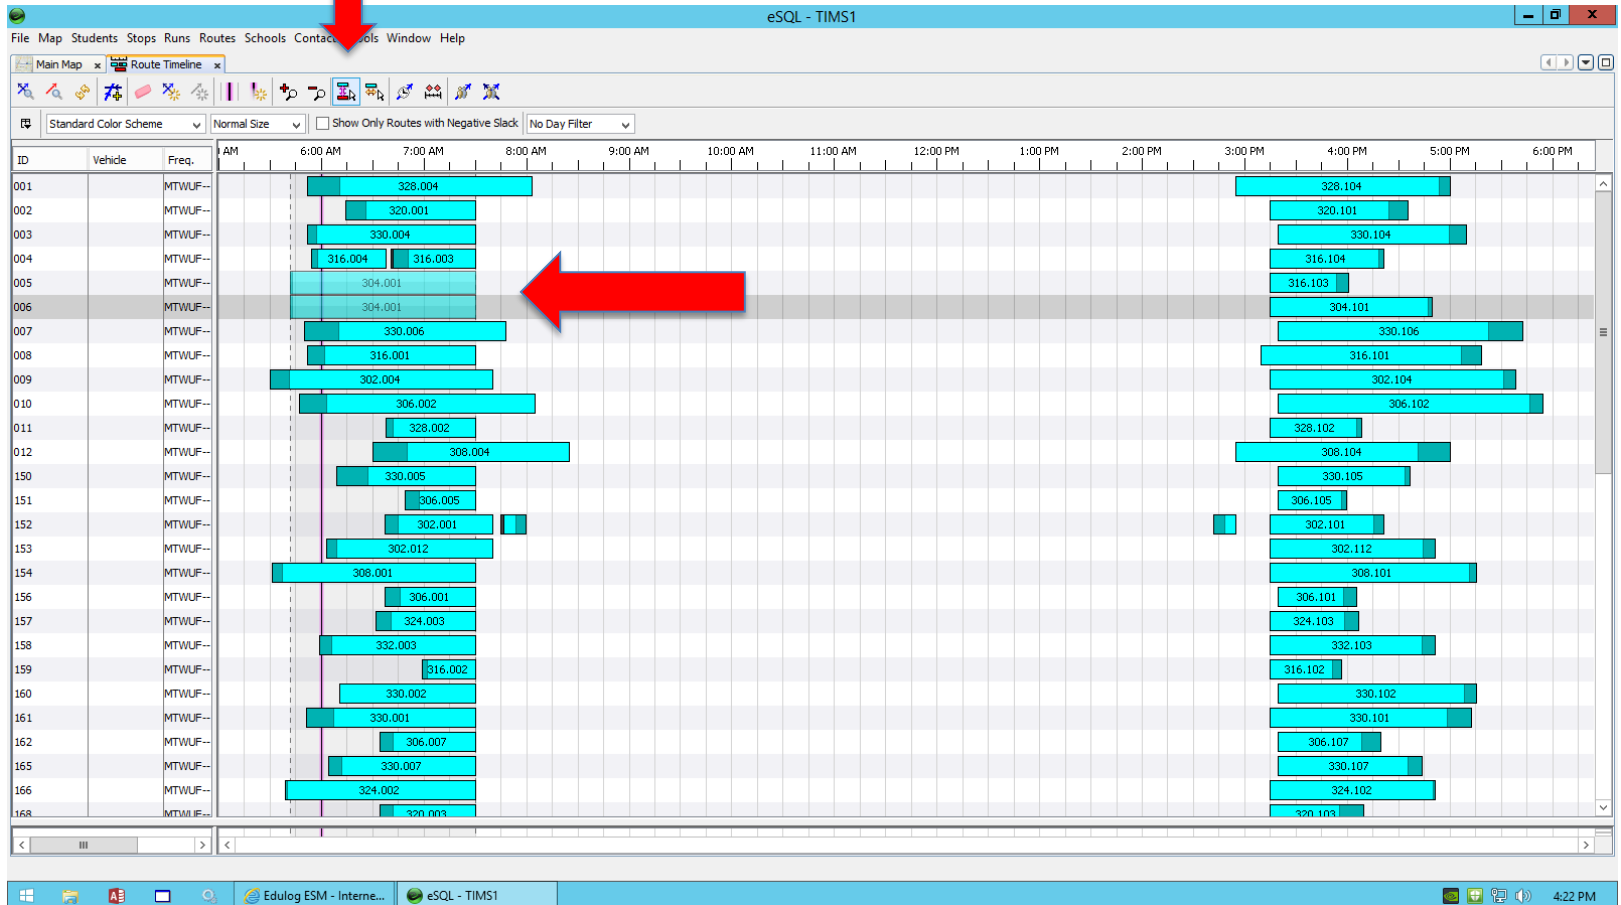 eSQL - TIMS1
File Map Students Stops Runs Routes Schools Contact ols Window Help
Main Map x Route Timeline x
Standard Color Scheme Normal Size Show Only Routes with Negative Slack No Day Filter
ID Vehicle Freq. AM 6:00 AM 7:00 AM 8:00 AM 9:00 AM 10:00 AM 11:00 AM 12:00 PM 1:00 PM 2:00 PM 3:00 PM 4:00 PM 5:00 PM 6:00 PM
001 MTWUF-- 328.004 328.104
002 MTWUF-- 320.001 320.101
003 MTWUF-- 330.004 330.104
004 MTWUF-- 316.004 316.003 316.104
005 MTWUF-- 304.001 316.103
006 MTWUF-- 304.001 304.101
007 MTWUF-- 330.006 330.106
008 MTWUF-- 316.001 316.101
009 MTWUF-- 302.004 302.104
010 MTWUF-- 306.002 306.102
011 MTWUF-- 328.002 328.102
012 MTWUF-- 308.004 308.104
150 MTWUF-- 330.005 330.105
151 MTWUF-- 306.005 306.105
152 MTWUF-- 302.001 302.101
153 MTWUF-- 302.012 302.112
154 MTWUF-- 308.001 308.101
156 MTWUF-- 306.001 306.101
157 MTWUF-- 324.003 324.103
158 MTWUF-- 332.003 332.103
159 MTWUF-- 316.002 316.102
160 MTWUF-- 330.002 330.102
161 MTWUF-- 330.001 330.101
162 MTWUF-- 306.007 306.107
165 MTWUF-- 330.007 330.107
166 MTWUF-- 324.002 324.102
168 MTWUF-- 320.003 320.103
Edulog ESM - Interne... eSQL - TIMS1 4:22 PM